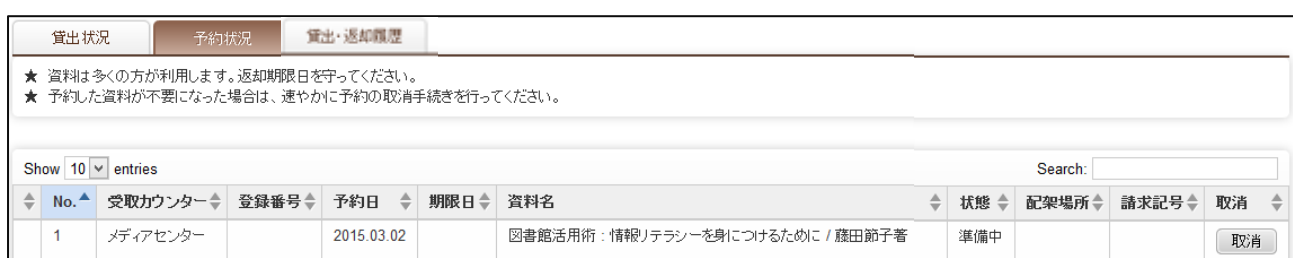 貸出状況 予約状況 貸出・返却履歴
★ 資料は多くの方が利用します。返却期限日を守ってください。
★ 予約した資料が不要になった場合は、速やかに予約の取消手続きを行ってください。
Show 10 entries Search:
No. 受取カウンター 登録番号 予約日 期限日 資料名 状態 配架場所 請求記号 取消
1 メディアセンター 2015.03.02 図書館活用術 : 情報リテラシーを身につけるために / 藤田節子著 準備中 取消